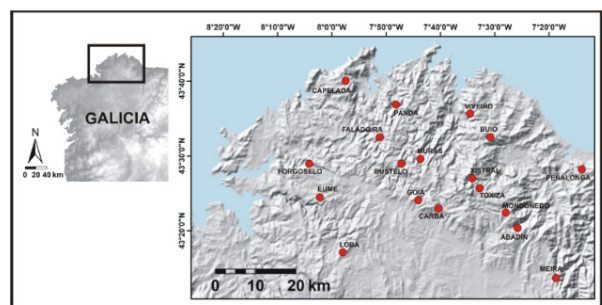 8°20'0"W 8°10'0"W 8°0'0"W 7°50'0"W 7°40'0"W 7°30'0"W 7°20'0"W
43°40'0"N
43°30'0"N
43°20'0"N
GALICIA
N
0 20 40 km
CAPELADA
PANDA
VIVEIRO
FALADOIRA
BUIO
MURAS
FORGOSELO
BUSTELO
XISTRAL
PENALONGA
EUME
GOIA
TOXIZA
CARBA
MONDOÑEDO
ABADIN
LOBA
MEIRA
0 10 20 km